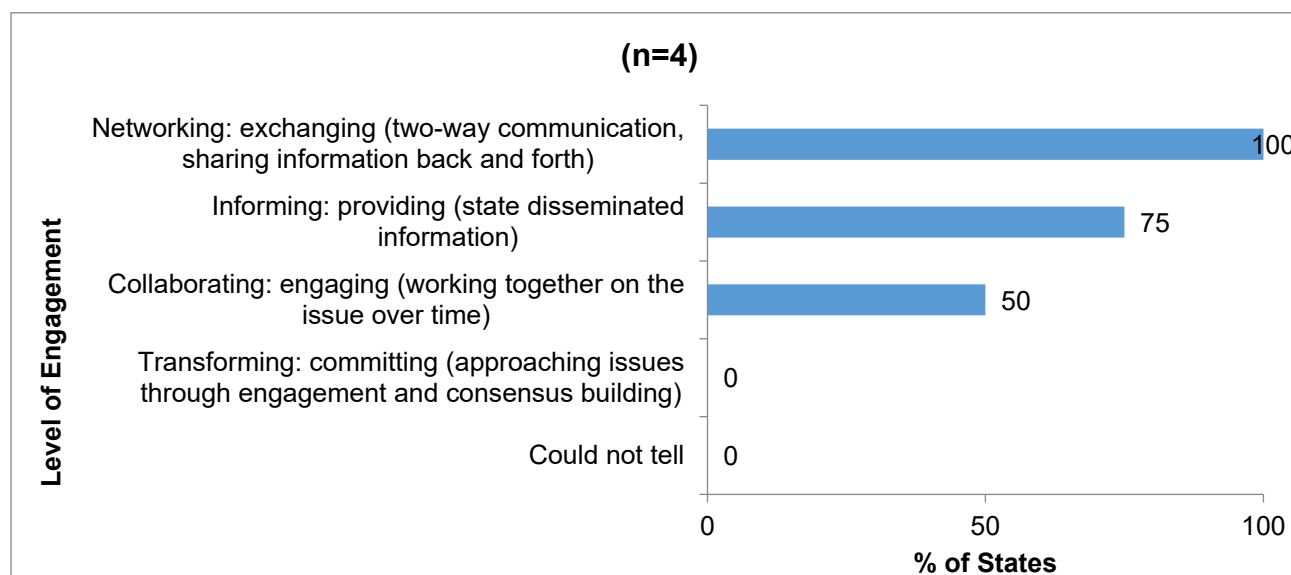 (n=4)
Networking: exchanging (two-way communication,
sharing information back and forth)
100
Informing: providing (state disseminated
information)
75
Collaborating: engaging (working together on the
issue over time)
50
Transforming: committing (approaching issues
through engagement and consensus building)
0
Could not tell
0
Level of Engagement
0 50 100
% of States